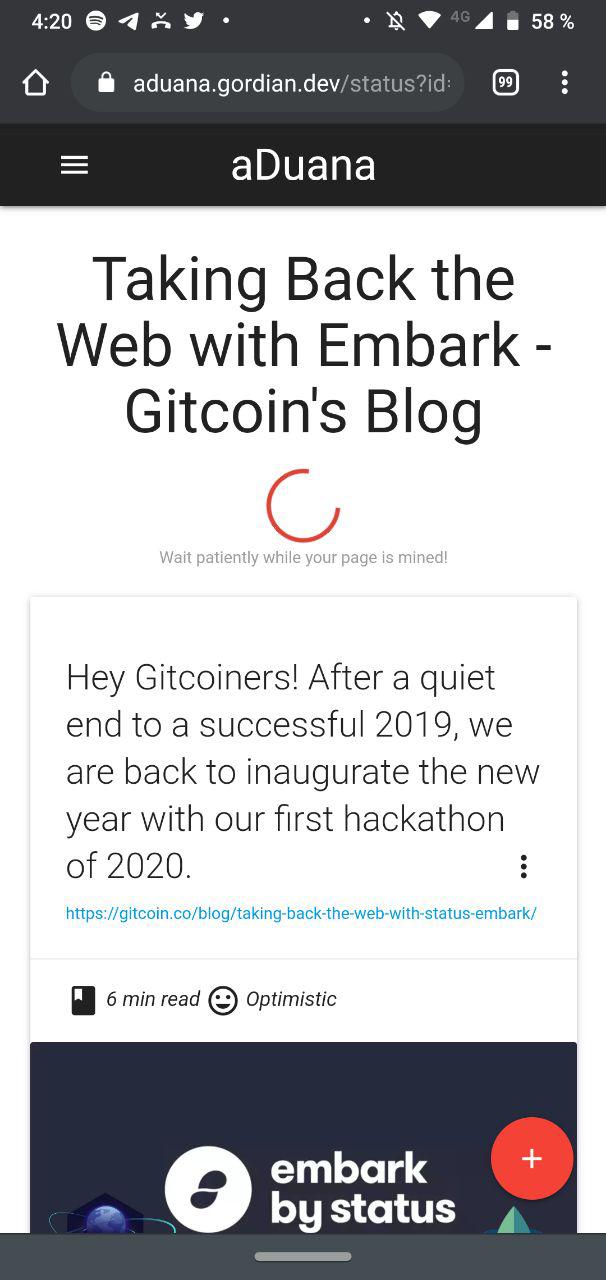 4:20
4G
58 %
aduana.gordian.dev/status?id
99
aDuana
Taking Back the
Web with Embark -
Gitcoin's Blog
Wait patiently while your page is mined!
Hey Gitcoiners! After a quiet
end to a successful 2019, we
are back to inaugurate the new
year with our first hackathon
of 2020.
https://gitcoin.co/blog/taking-back-the-web-with-status-embark/
6 min read Optimistic
embark
by status